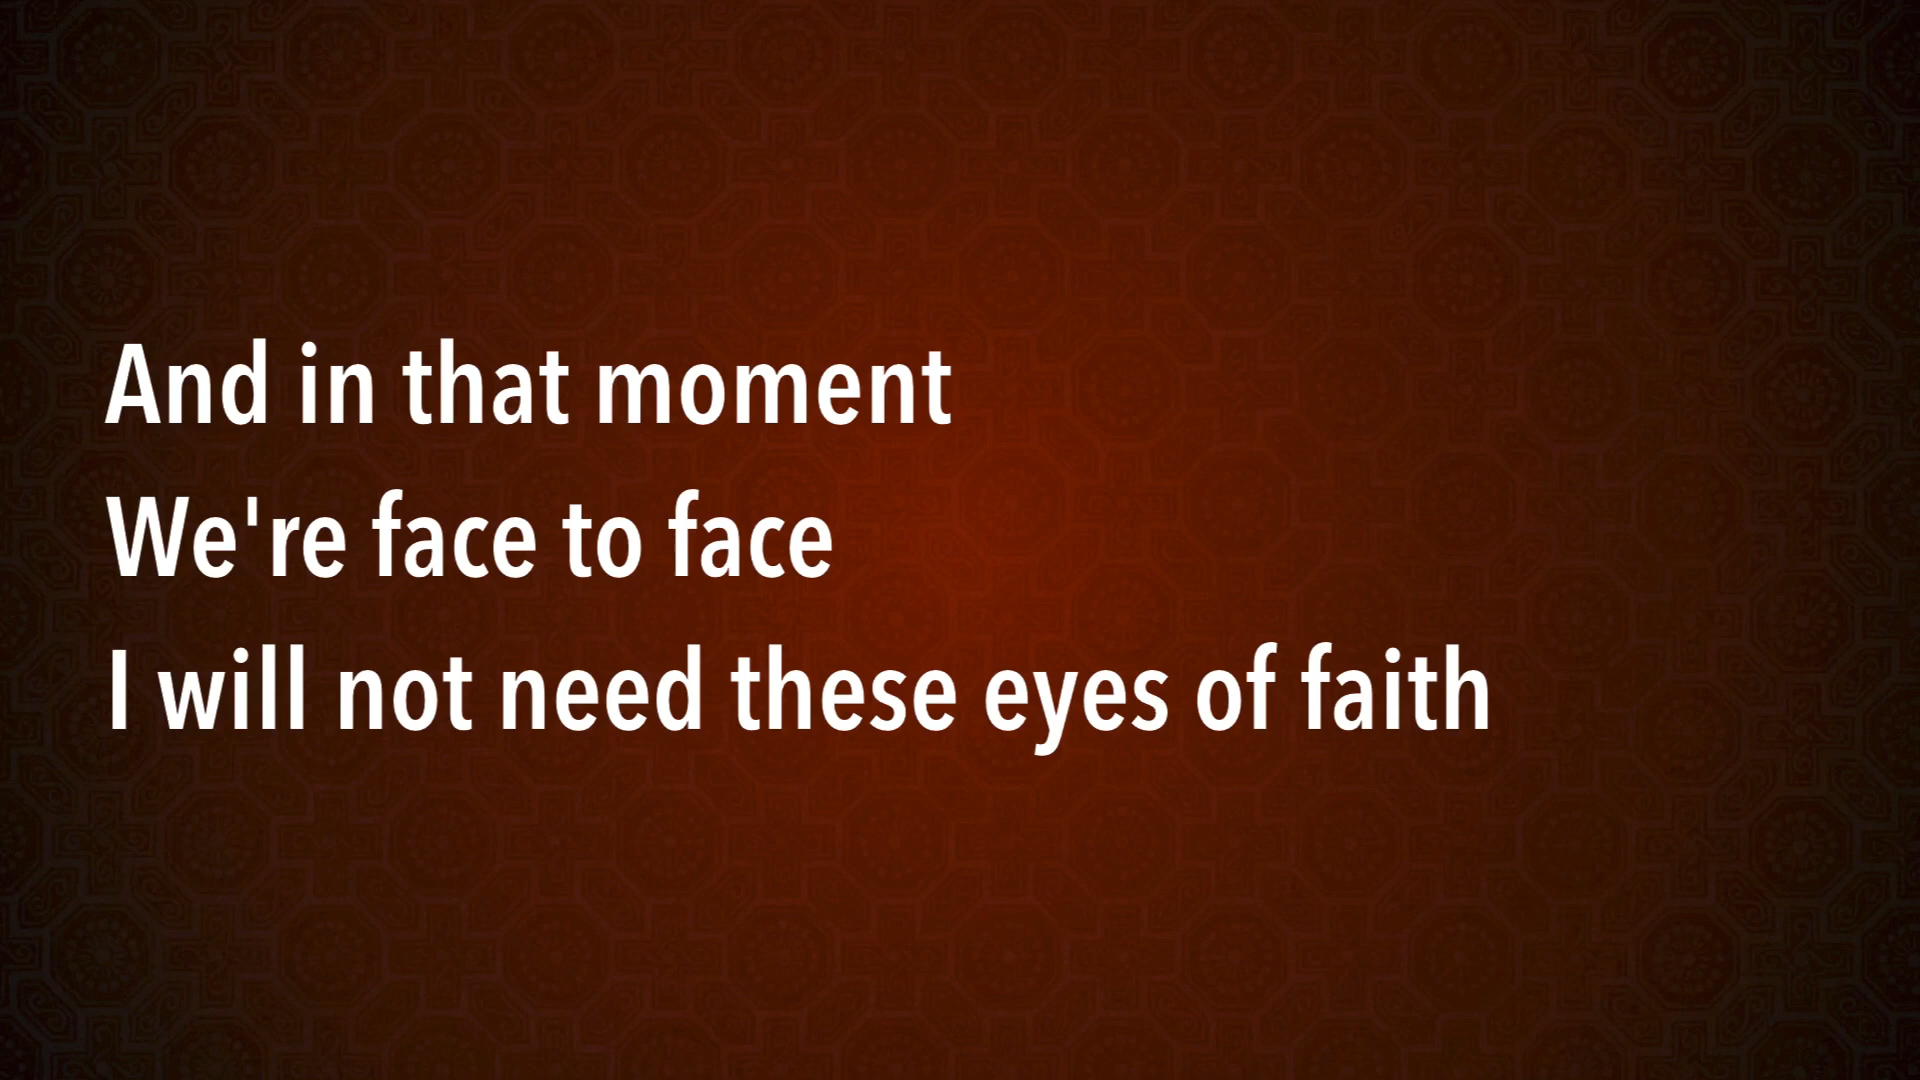 And in that moment
We're face to face
I will not need these eyes of faith